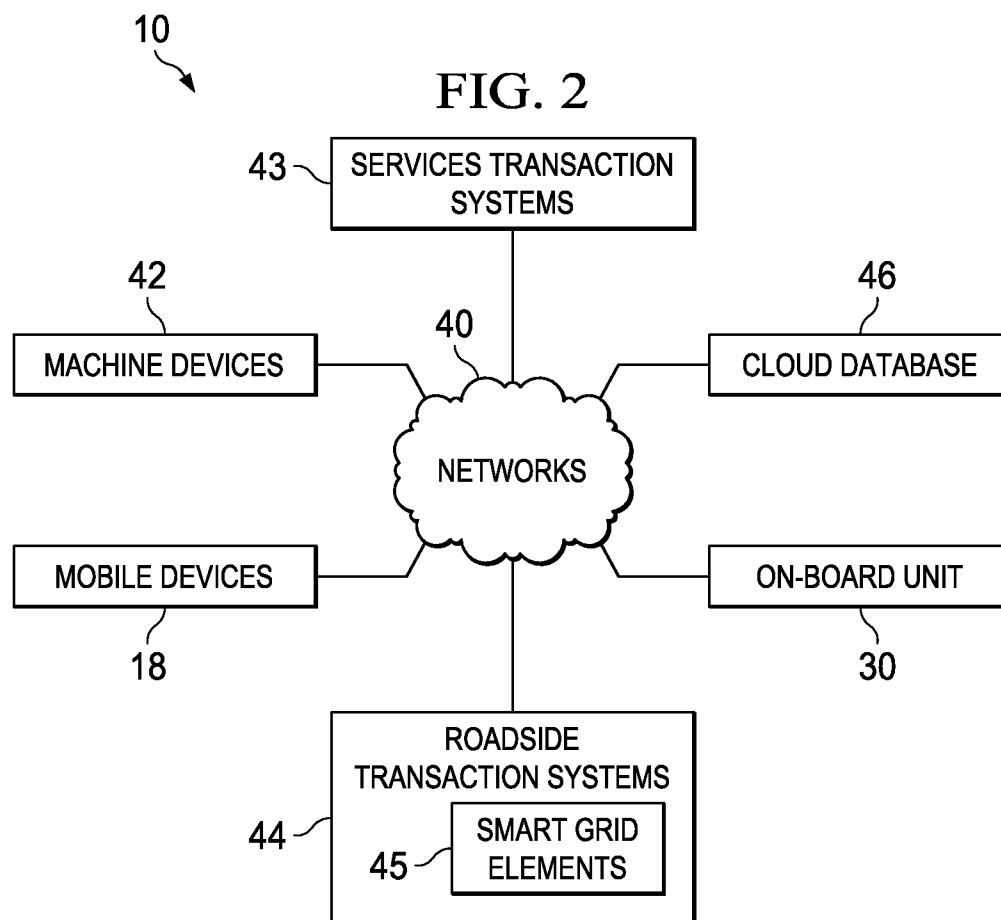 10
FIG. 2
43
SERVICES TRANSACTION
SYSTEMS
42
46
40
MACHINE DEVICES
CLOUD DATABASE
NETWORKS
MOBILE DEVICES
ON-BOARD UNIT
18
30
ROADSIDE
TRANSACTION SYSTEMS
44
SMART GRID
45
ELEMENTS